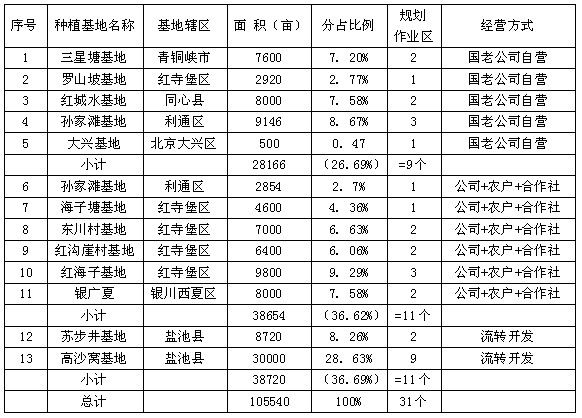 序号 种植基地名称 基地辖区 面 积（亩） 分占比例 规划作业区 经营方式
1 三星塘基地 青铜峡市 7600 7.20% 2 国老公司自营
2 罗山坡基地 红寺堡区 2920 2.77% 1 国老公司自营
3 红城水基地 同心县 8000 7.58% 2 国老公司自营
4 孙家滩基地 利通区 9146 8.67% 3 国老公司自营
5 大兴基地 北京大兴区 500 0.47 1 国老公司自营
小计 28166 （26.69%） =9个
6 孙家滩基地 利通区 2854 2.7% 1 公司+农户+合作社
7 海子塘基地 红寺堡区 4600 4.36% 1 公司+农户+合作社
8 东川村基地 红寺堡区 7000 6.63% 2 公司+农户+合作社
9 红沟崖村基地 红寺堡区 6400 6.06% 2 公司+农户+合作社
10 红海子基地 红寺堡区 9800 9.29% 3 公司+农户+合作社
11 银广夏 银川西夏区 8000 7.58% 2 公司+农户+合作社
小计 38654 （36.62%） =11个
12 苏步井基地 盐池县 8720 8.26% 2 流转开发
13 高沙窝基地 盐池县 30000 28.63% 9 流转开发
小计 38720 （36.69%） =11个
总计 105540 100% 31个